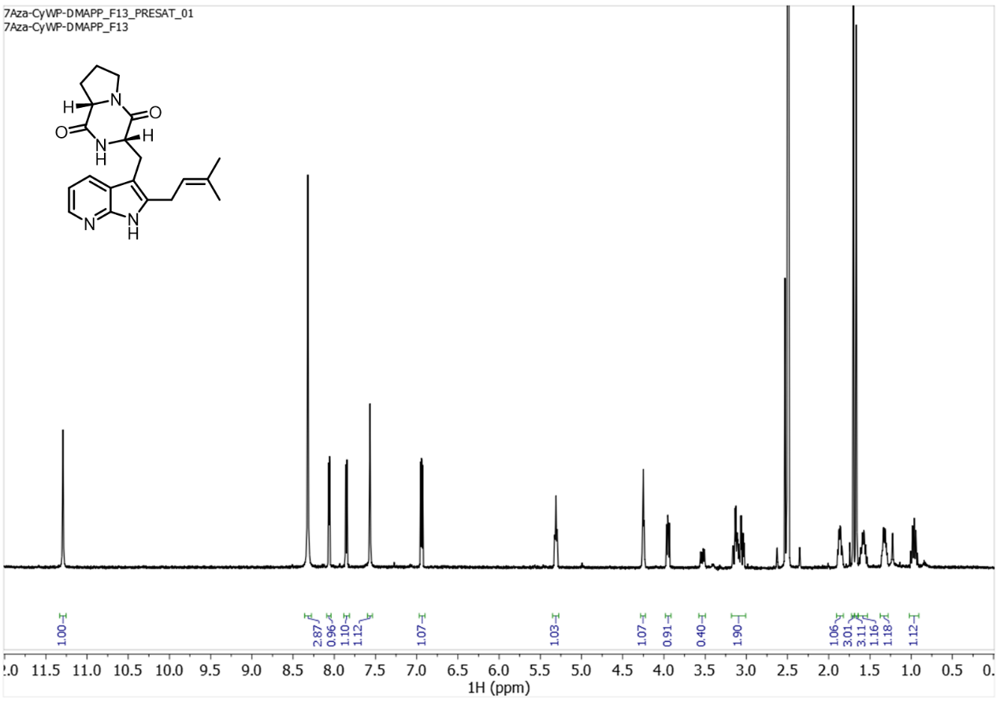 7Aza-CyWP-DMAPP_F13_PRESAT_01
7Aza-CyWP-DMAPP_F13
H
N
O
O
H
N
H
N
N
H
1.00
2.87
0.96
1.10
1.12
1.07
1.03
1.07
0.91
0.40
1.90
1.06
3.01
3.11
1.16
1.18
1.12
2.0 11.5 11.0 10.5 10.0 9.5 9.0 8.5 8.0 7.5 7.0 6.5 6.0 5.5 5.0 4.5 4.0 3.5 3.0 2.5 2.0 1.5 1.0 0.5 0.
1H (ppm)